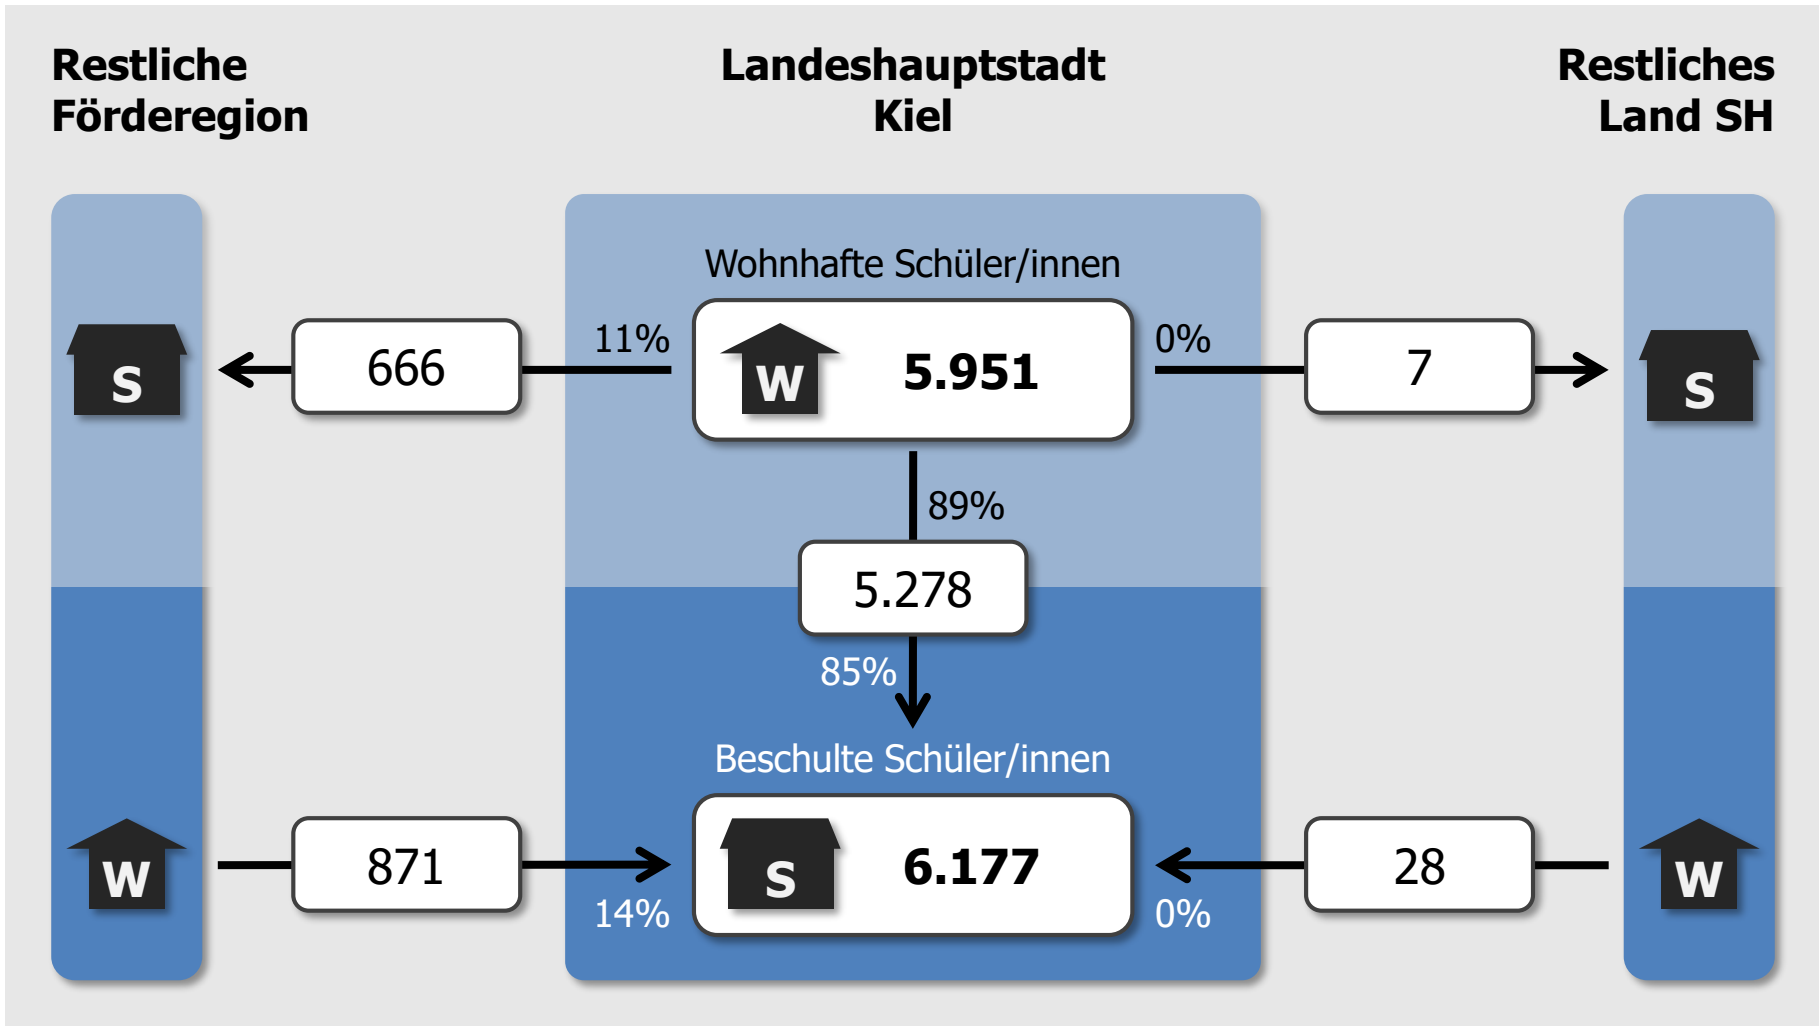 Restliche
Förderegion
Landeshauptstadt
Kiel
Restliches
Land SH
Wohnhafte Schüler/innen
S
666
11%
W
5.951
0%
7
S
89%
5.278
85%
Beschulte Schüler/innen
W
871
14%
S
6.177
0%
28
W